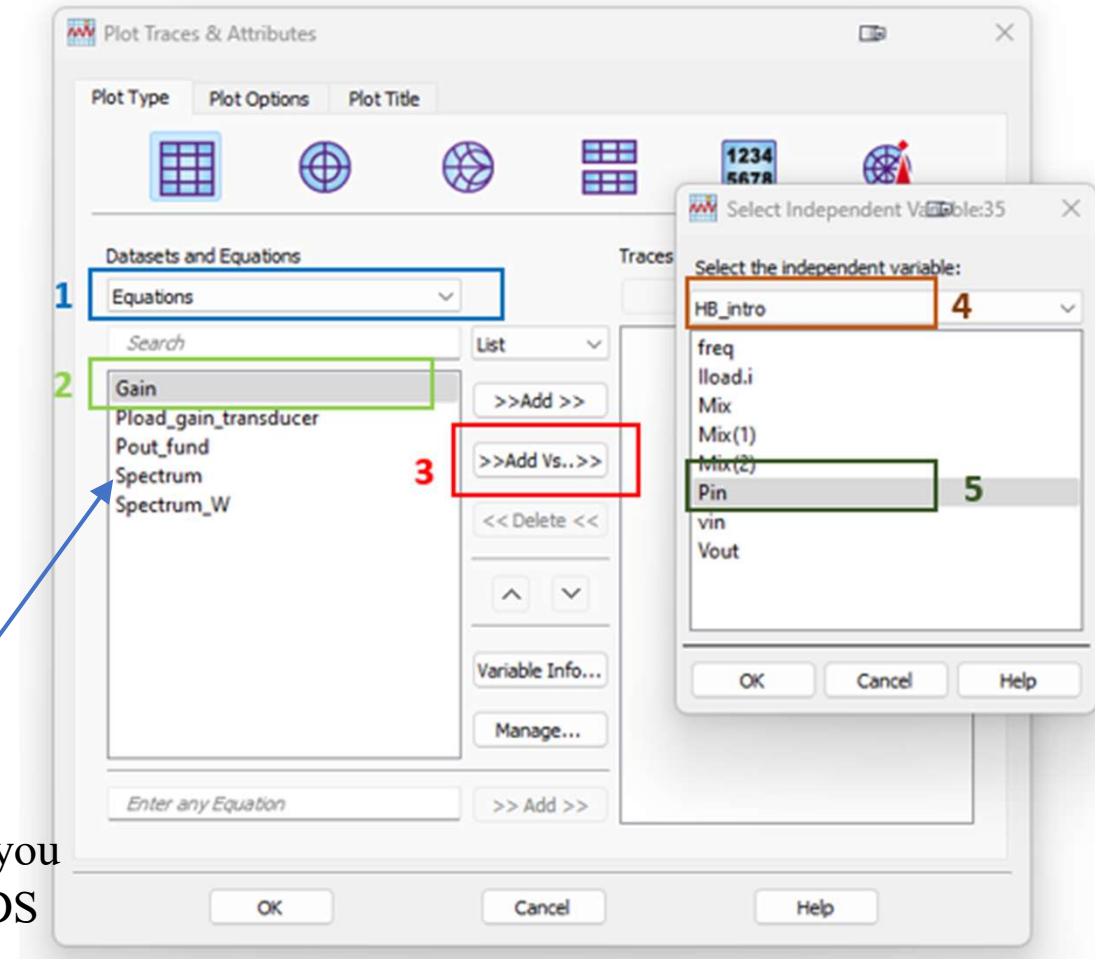 Plot Traces & Attributes
Plot Type Plot Options Plot Title
1234
5678
Datasets and Equations
Traces
1
Equations
Search
List
2
Gain
Pload_gain_transducer
Pout_fund
Spectrum
Spectrum_W
>>Add >>
3
>>Add Vs..>>
<< Delete <<
Variable Info...
Manage...
Enter any Equation
>> Add >>
OK Cancel Help
Select Independent Variable:35
Select the independent variable:
HB_intro
4
freq
Iload.i
Mix
Mix(1)
Mix(2)
Pin
5
vin
Vout
OK Cancel Help
you
DS